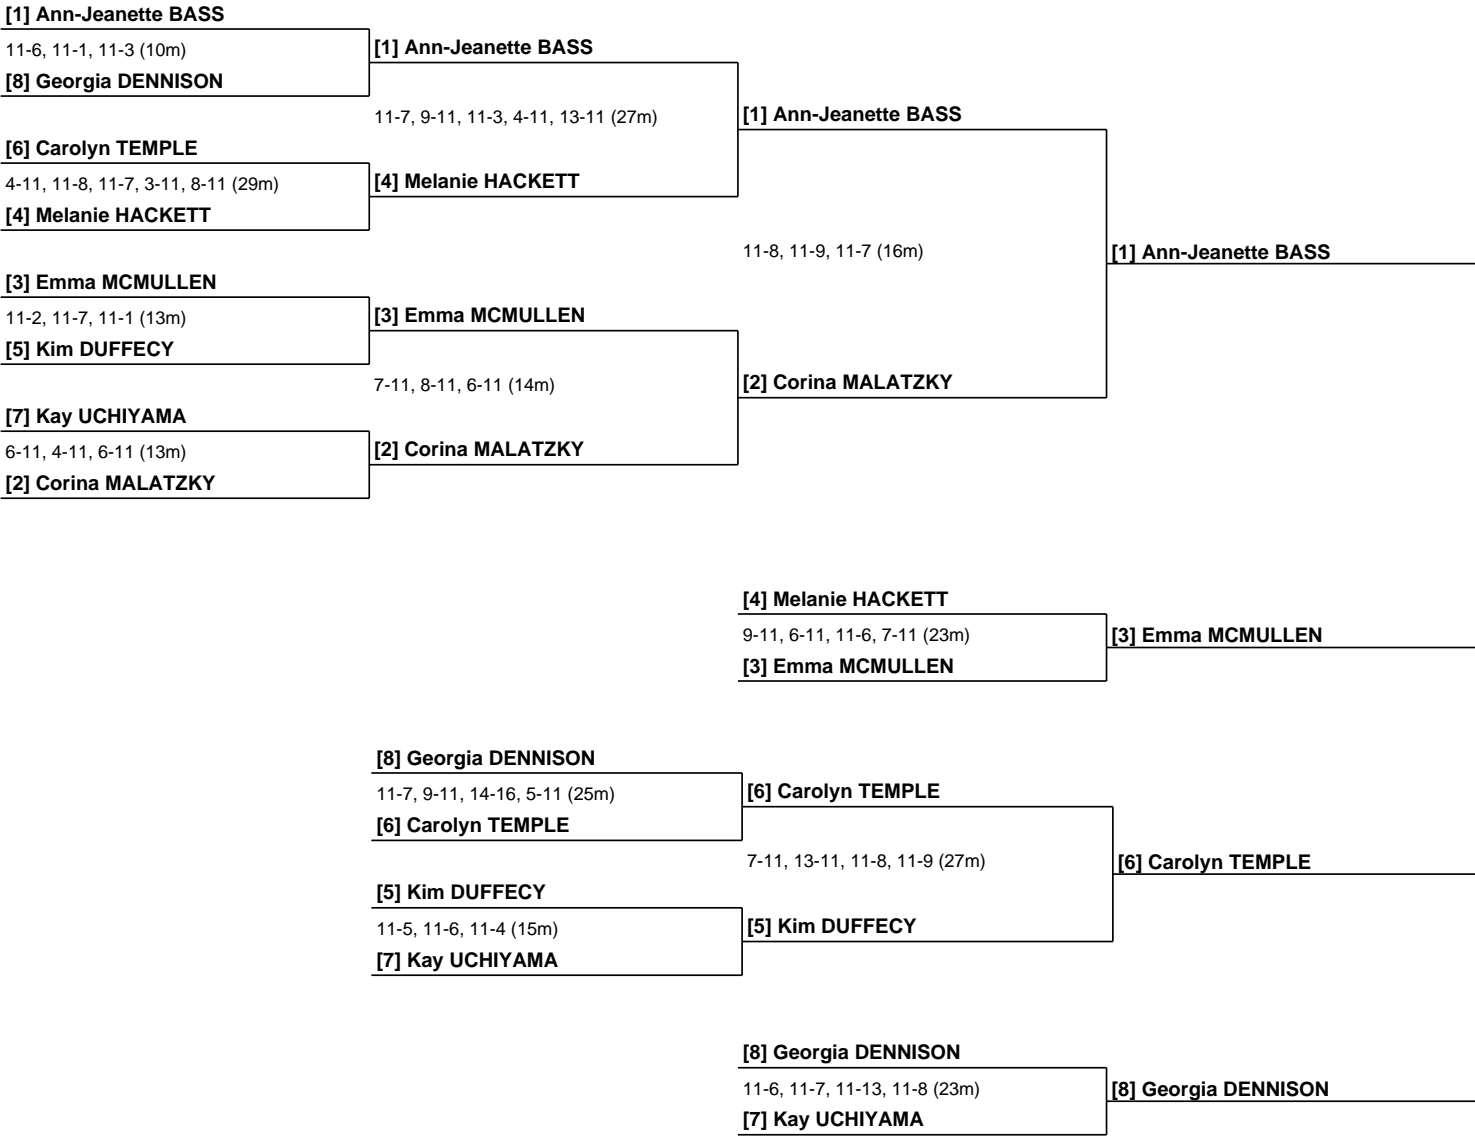 [1] Ann-Jeanette BASS
11-6, 11-1, 11-3 (10m)
[8] Georgia DENNISON
[6] Carolyn TEMPLE
4-11, 11-8, 11-7, 3-11, 8-11 (29m)
[4] Melanie HACKETT
[3] Emma MCMULLEN
11-2, 11-7, 11-1 (13m)
[5] Kim DUFFECY
[7] Kay UCHIYAMA
6-11, 4-11, 6-11 (13m)
[2] Corina MALATZKY
[1] Ann-Jeanette BASS
11-7, 9-11, 11-3, 4-11, 13-11 (27m)
[4] Melanie HACKETT
[3] Emma MCMULLEN
7-11, 8-11, 6-11 (14m)
[2] Corina MALATZKY
[1] Ann-Jeanette BASS
11-8, 11-9, 11-7 (16m)
[2] Corina MALATZKY
[1] Ann-Jeanette BASS
[4] Melanie HACKETT
9-11, 6-11, 11-6, 7-11 (23m)
[3] Emma MCMULLEN
[3] Emma MCMULLEN
[8] Georgia DENNISON
11-7, 9-11, 14-16, 5-11 (25m)
[6] Carolyn TEMPLE
[5] Kim DUFFECY
11-5, 11-6, 11-4 (15m)
[7] Kay UCHIYAMA
[6] Carolyn TEMPLE
7-11, 13-11, 11-8, 11-9 (27m)
[5] Kim DUFFECY
[6] Carolyn TEMPLE
[8] Georgia DENNISON
11-6, 11-7, 11-13, 11-8 (23m)
[7] Kay UCHIYAMA
[8] Georgia DENNISON